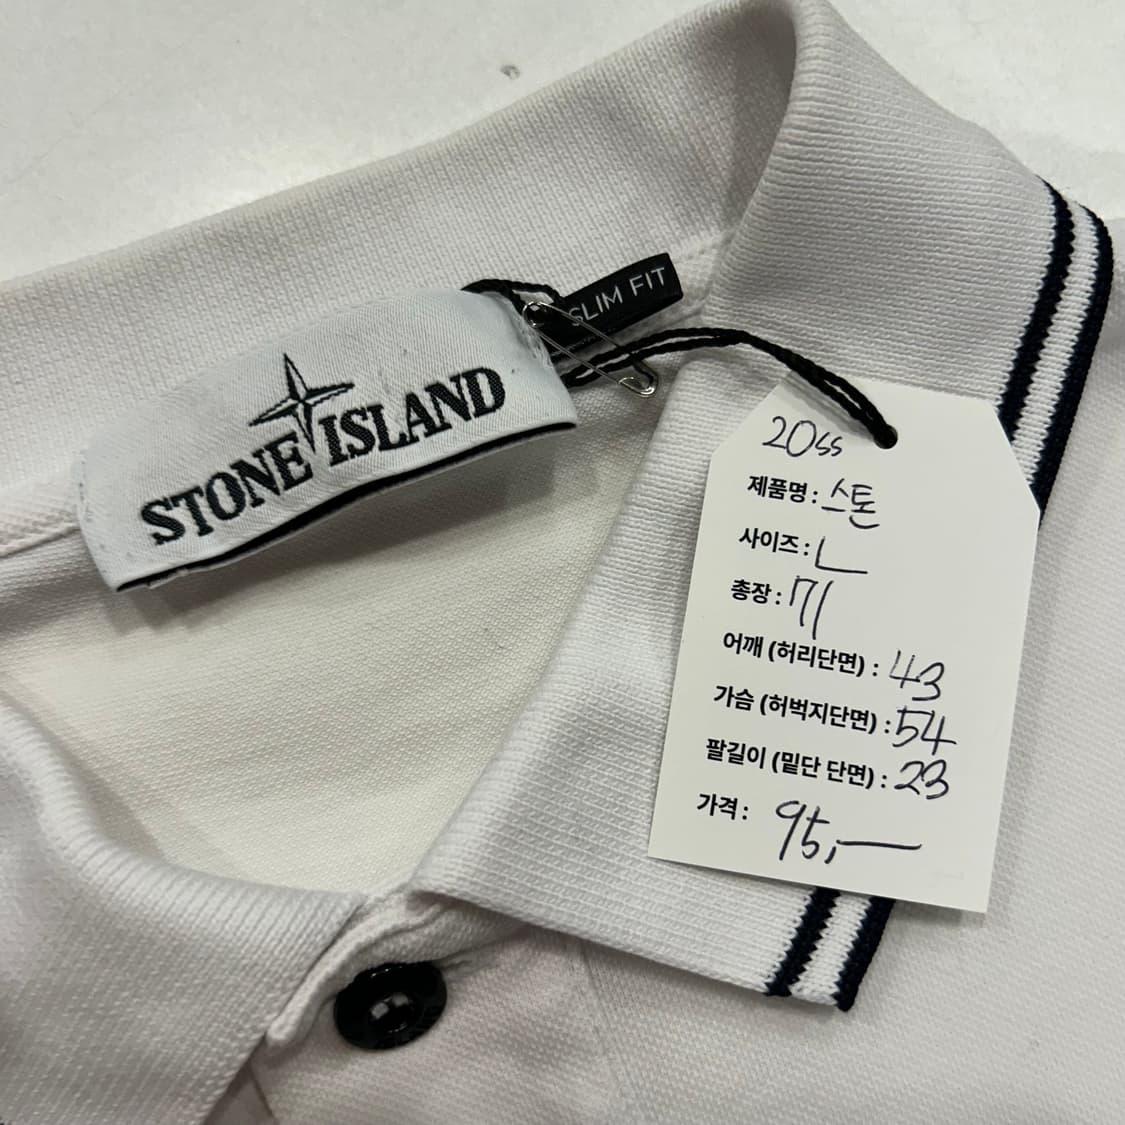 STONE ISLAND
SLIM FIT
20ss
제품명 : 스톤
사이즈 : L
총장 : 71
어깨 (허리단면) : 43
가슴 (허벅지단면) : 54
팔길이 (밑단 단면) : 23
가격 : 95,—